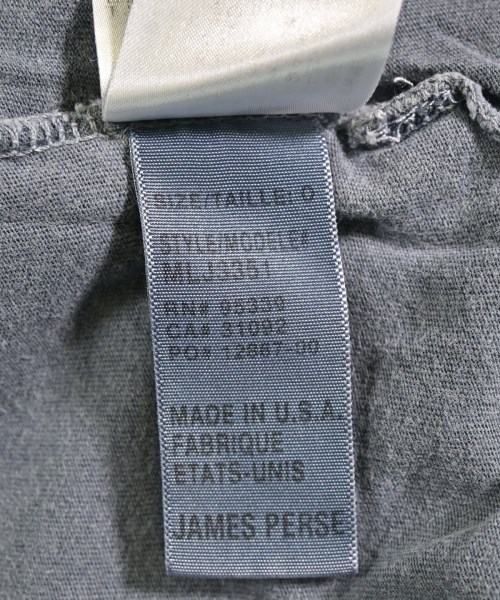 SIZE/TAILLE: 0
STYLE/MODELE#
MLJ3351
RN# 95339
CA# 31092
PO# 12867-00
MADE IN U.S.A.
FABRIQUE
ETATS-UNIS
JAMES PERSE